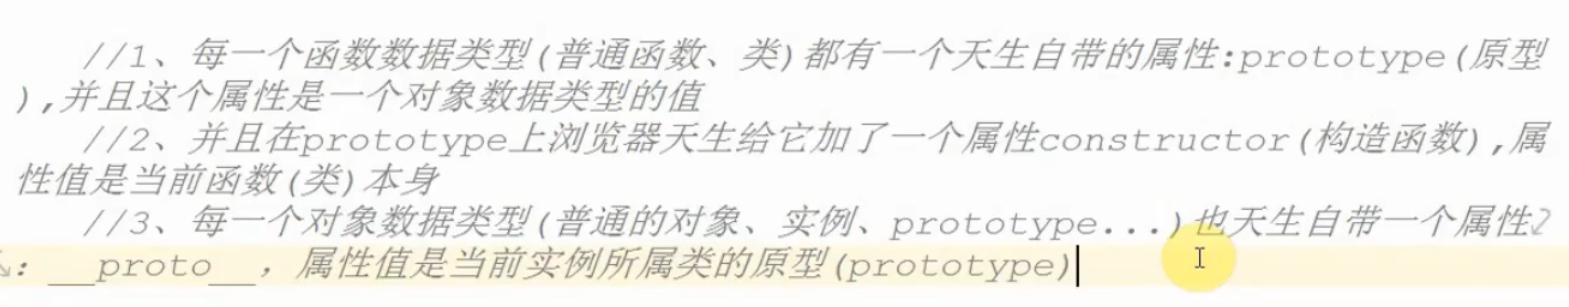 //1、每一个函数数据类型(普通函数、类)都有一个天生自带的属性:prototype(原型
),并且这个属性是一个对象数据类型的值
//2、并且在prototype上浏览器天生给它加了一个属性constructor(构造函数),属
性值是当前函数(类)本身
//3、每一个对象数据类型(普通的对象、实例、prototype...)也天生自带一个属性
:__proto__，属性值是当前实例所属类的原型(prototype)